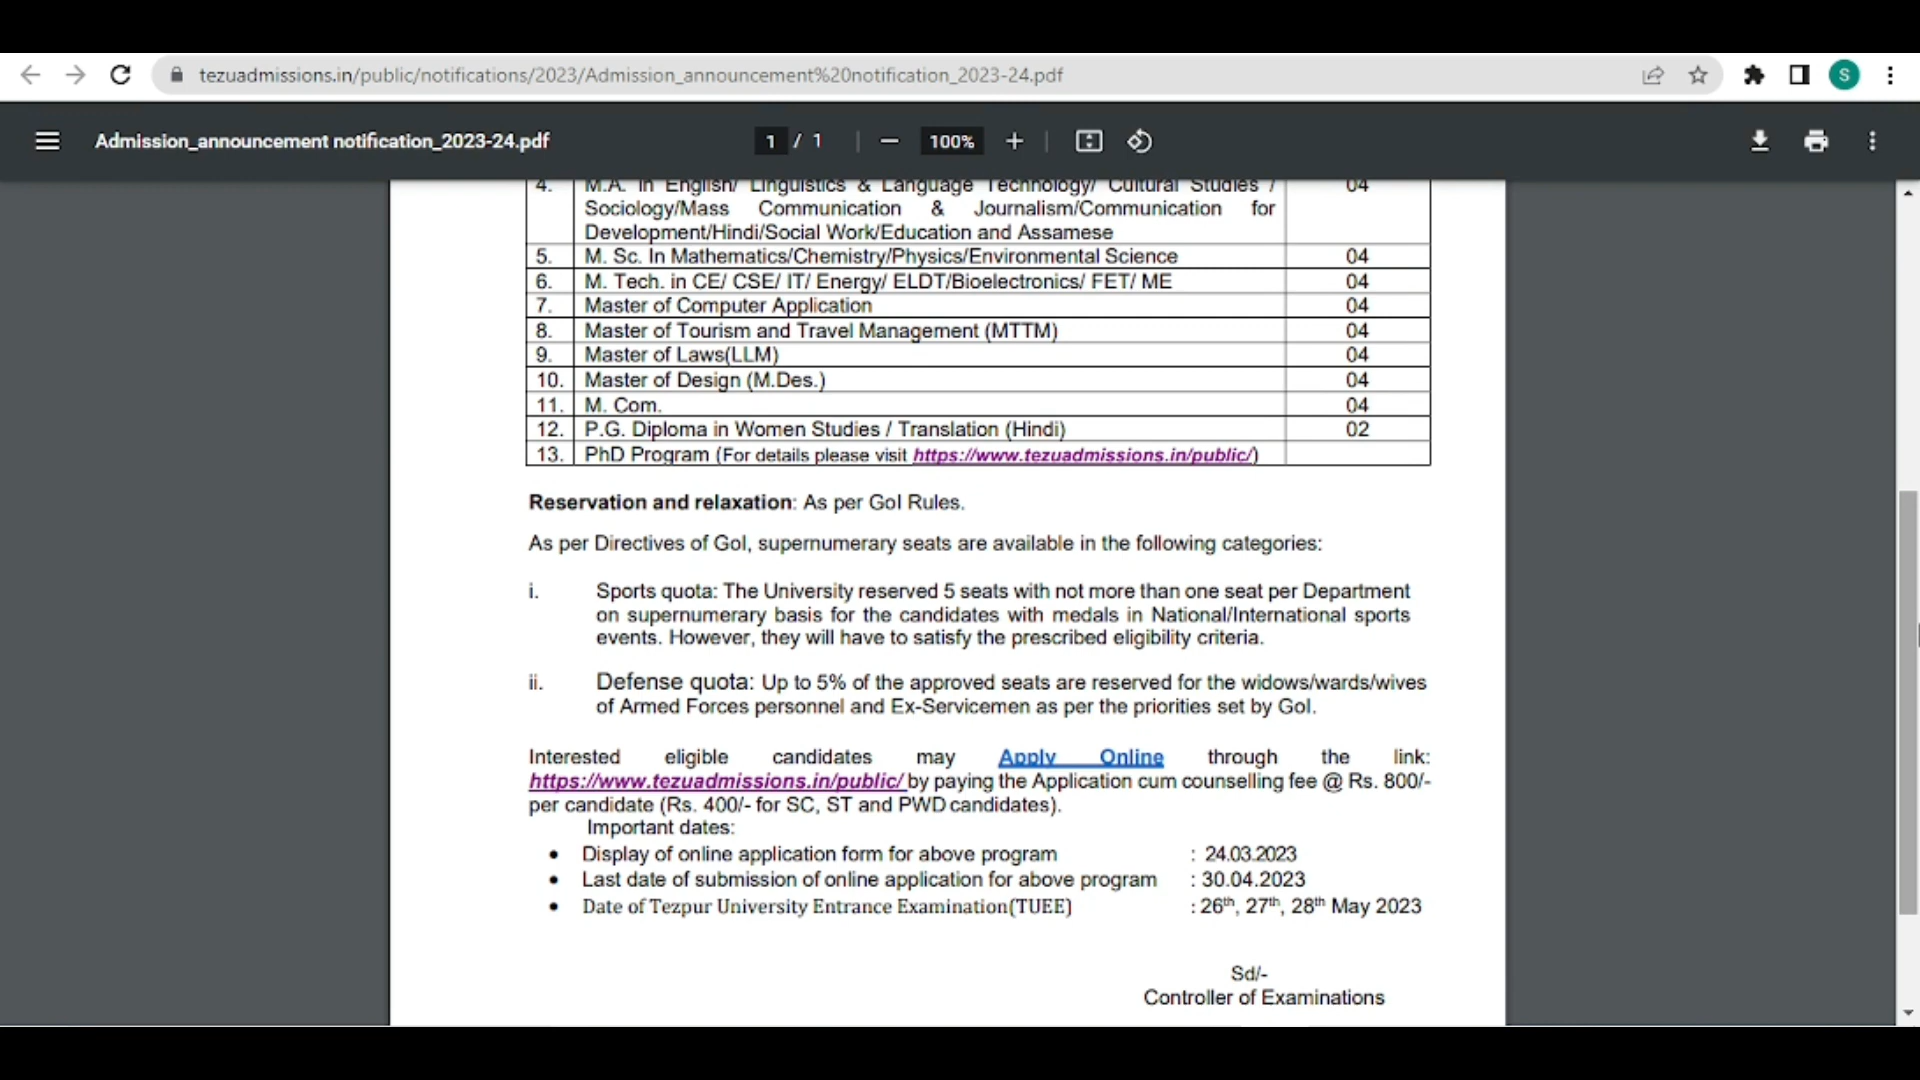 tezuadmissions.in/public/notifications/2023/Admission_announcement%20notification_2023-24.pdf
S
Admission_announcement notification_2023-24.pdf
1 / 1
100%
4. M.A. in English/ Linguistics & Language Technology/ Cultural Studies / 04
Sociology/Mass Communication & Journalism/Communication for
Development/Hindi/Social Work/Education and Assamese
5. M. Sc. In Mathematics/Chemistry/Physics/Environmental Science 04
6. M. Tech. in CE/ CSE/ IT/ Energy/ ELDT/Bioelectronics/ FET/ ME 04
7. Master of Computer Application 04
8. Master of Tourism and Travel Management (MTTM) 04
9. Master of Laws(LLM) 04
10. Master of Design (M.Des.) 04
11. M. Com. 04
12. P.G. Diploma in Women Studies / Translation (Hindi) 02
13. PhD Program (For details please visit https://www.tezuadmissions.in/public/)
Reservation and relaxation: As per GoI Rules.
As per Directives of GoI, supernumerary seats are available in the following categories:
i. Sports quota: The University reserved 5 seats with not more than one seat per Department
on supernumerary basis for the candidates with medals in National/International sports
events. However, they will have to satisfy the prescribed eligibility criteria.
ii. Defense quota: Up to 5% of the approved seats are reserved for the widows/wards/wives
of Armed Forces personnel and Ex-Servicemen as per the priorities set by GoI.
Interested eligible candidates may Apply Online through the link:
https://www.tezuadmissions.in/public/ by paying the Application cum counselling fee @ Rs. 800/-
per candidate (Rs. 400/- for SC, ST and PWD candidates).
Important dates:
• Display of online application form for above program : 24.03.2023
• Last date of submission of online application for above program : 30.04.2023
• Date of Tezpur University Entrance Examination(TUEE) : 26th, 27th, 28th May 2023
Sd/-
Controller of Examinations